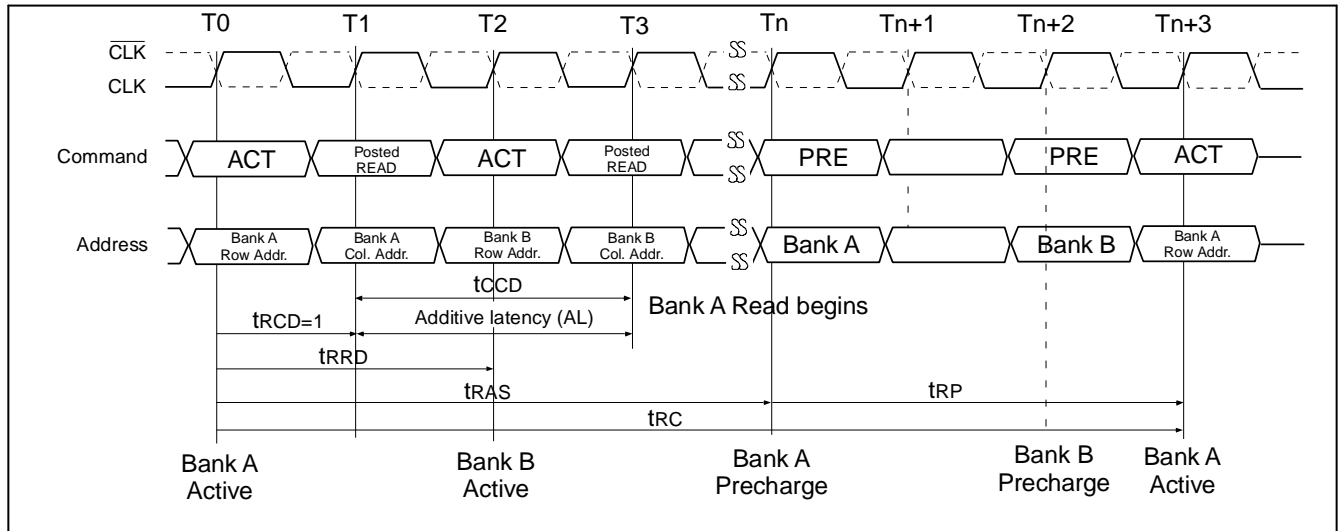 T0 T1 T2 T3 Tn Tn+1 Tn+2 Tn+3
CLK
CLK
Command ACT Posted READ ACT Posted READ PRE PRE ACT
Address Bank A Row Addr. Bank A Col. Addr. Bank B Row Addr. Bank B Col. Addr. Bank A Bank B Bank A Row Addr.
tCCD
Bank A Read begins
tRCD=1 Additive latency (AL)
tRRD
tRAS tRP
tRC
Bank A Active
Bank B Active
Bank A Precharge
Bank B Precharge
Bank A Active